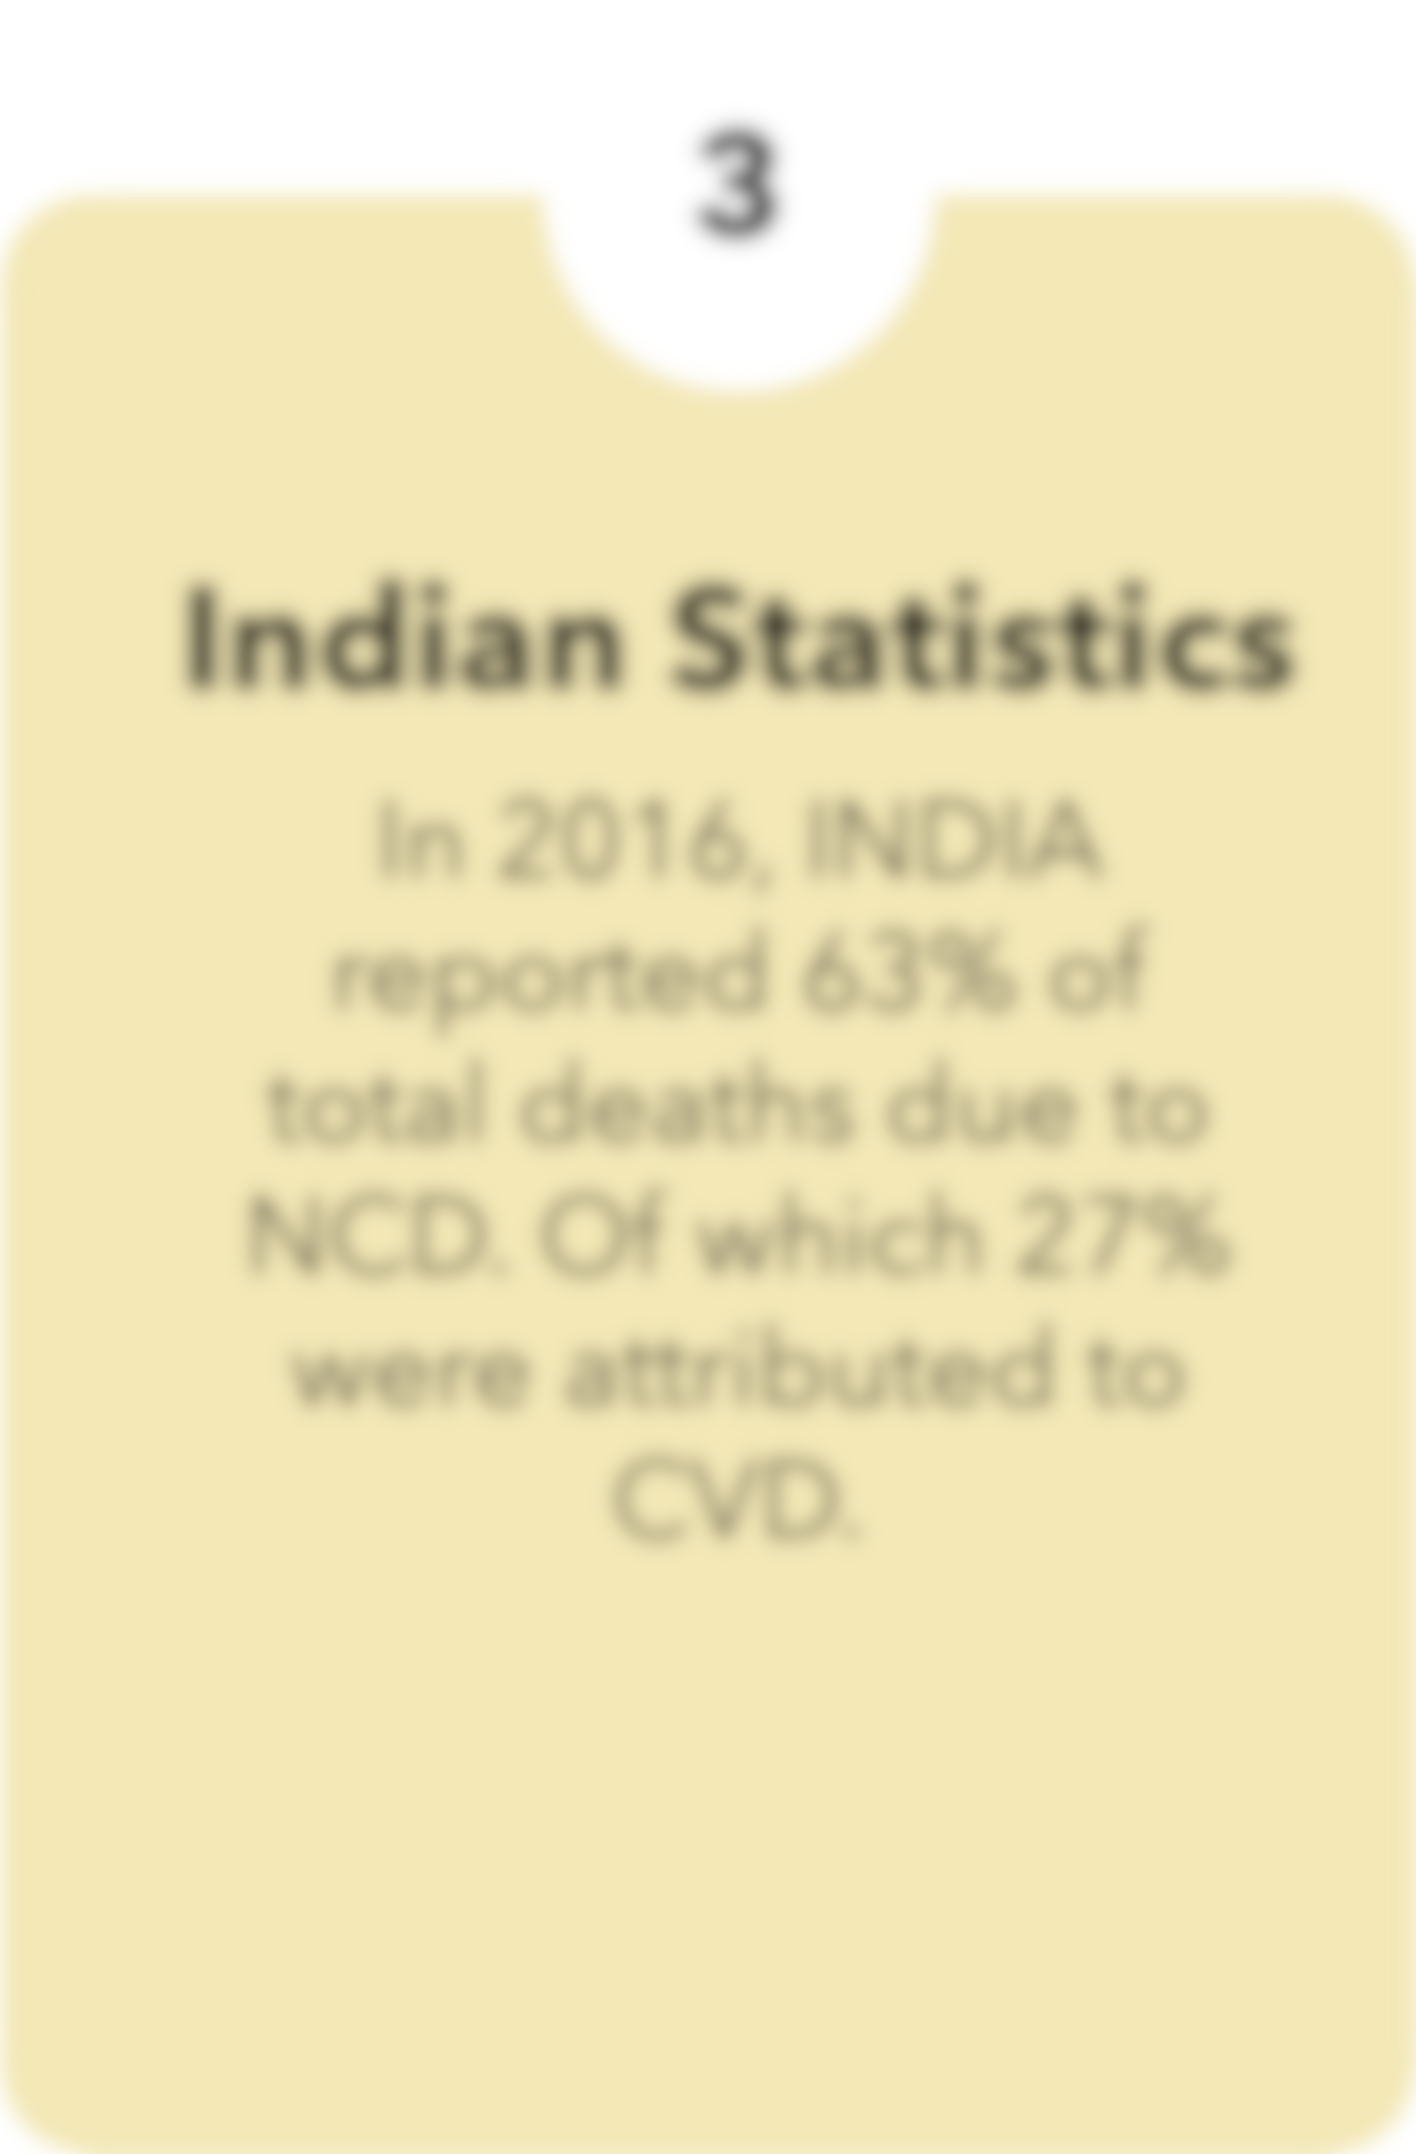 3
Indian Statistics
In 2016, INDIA
reported 63% of
total deaths due to
NCD. Of which 27%
were attributed to
CVD.